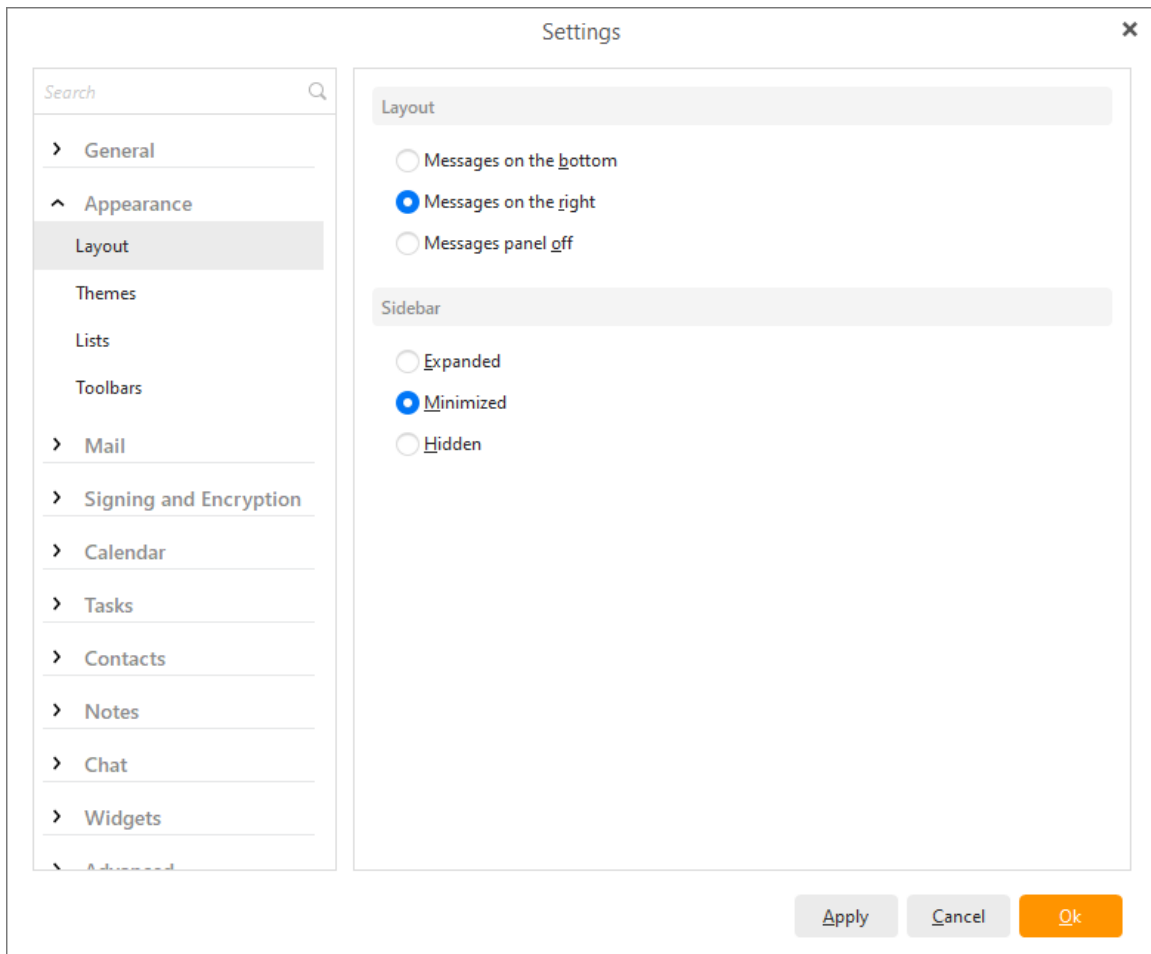 Settings
Search
General
Appearance
Layout
Themes
Lists
Toolbars
Mail
Signing and Encryption
Calendar
Tasks
Contacts
Notes
Chat
Widgets
Advanced
Layout
Messages on the bottom
Messages on the right
Messages panel off
Sidebar
Expanded
Minimized
Hidden
Apply Cancel Ok